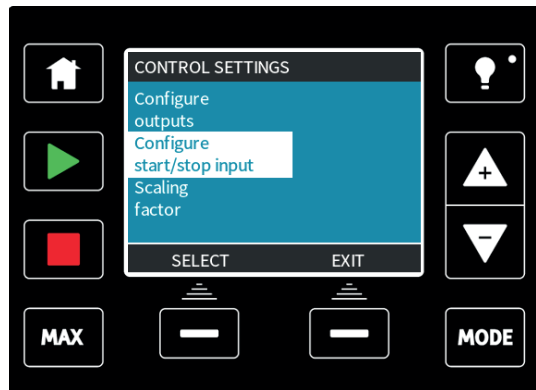 CONTROL SETTINGS
Configure
outputs
Configure
start/stop input
Scaling
factor
SELECT
EXIT
MAX
MODE